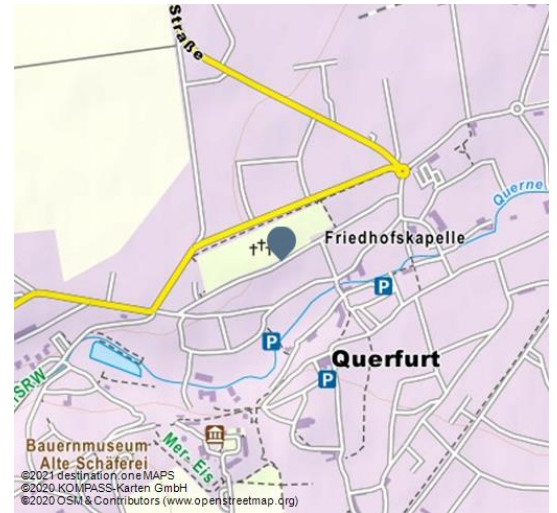 Straße
Querne
Friedhofskapelle
P
P
Querfurt
P
SRW
Bauernmuseum
Alte Schäferei
Mer- Eis
©2021 destination.one MAPS
©2020 KOMPASS-Karten GmbH
©2020 OSM & Contributors (www.openstreetmap.org)